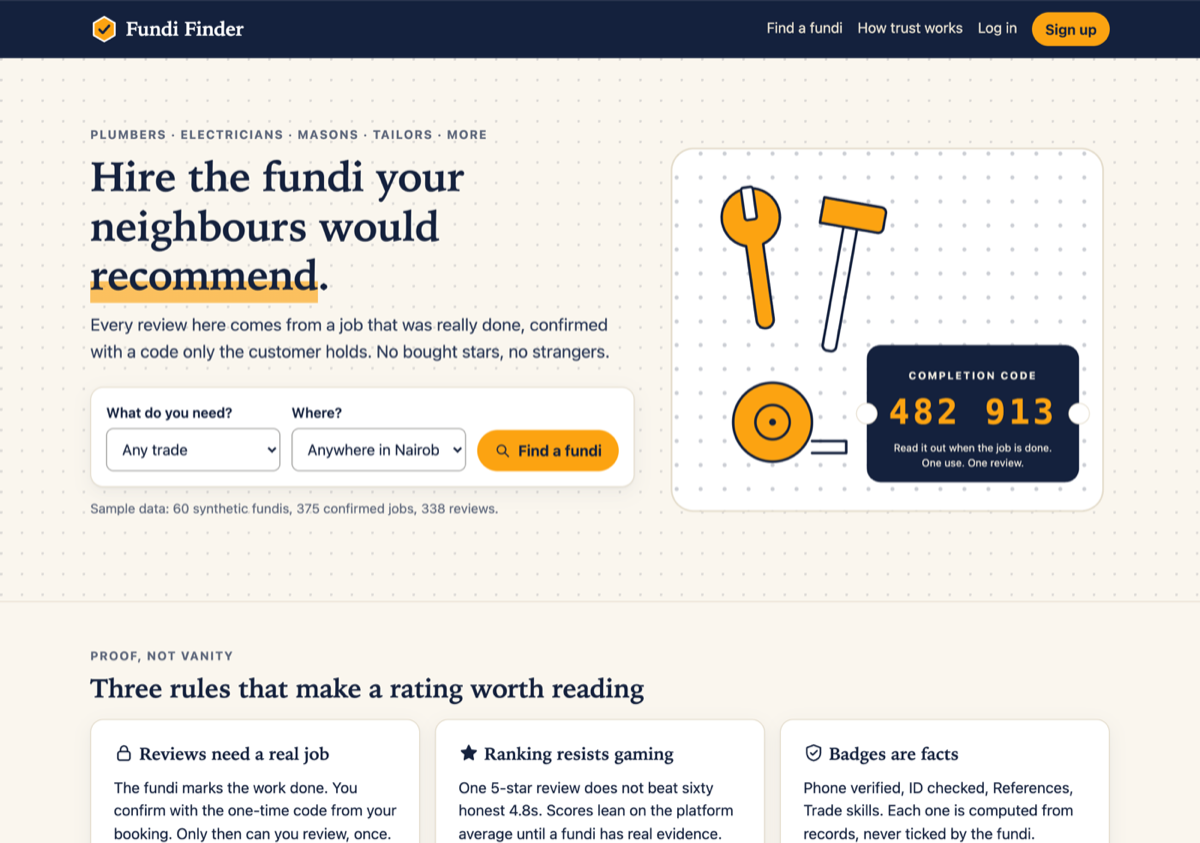 Fundi Finder
Find a fundi
How trust works
Log in
Sign up
PLUMBERS · ELECTRICIANS · MASONS · TAILORS · MORE
Hire the fundi your
neighbours would
recommend.
Every review here comes from a job that was really done, confirmed
with a code only the customer holds. No bought stars, no strangers.
What do you need?
Where?
Any trade
Anywhere in Nairob
Find a fundi
Sample data: 60 synthetic fundis, 375 confirmed jobs, 338 reviews.
COMPLETION CODE
482 913
Read it out when the job is done.
One use. One review.
PROOF, NOT VANITY
Three rules that make a rating worth reading
Reviews need a real job
The fundi marks the work done. You
confirm with the one-time code from your
booking. Only then can you review, once.
Ranking resists gaming
One 5-star review does not beat sixty
honest 4.8s. Scores lean on the platform
average until a fundi has real evidence.
Badges are facts
Phone verified, ID checked, References,
Trade skills. Each one is computed from
records, never ticked by the fundi.